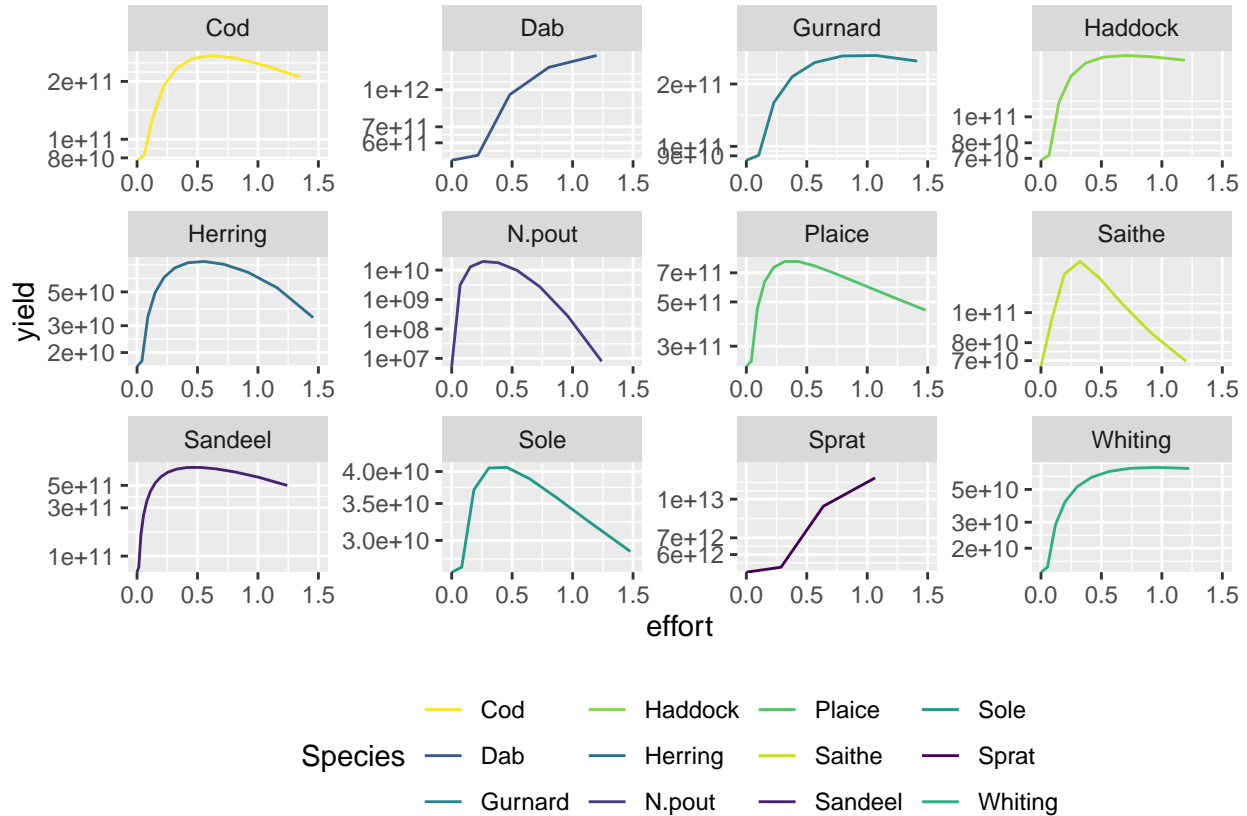 Cod Dab Gurnard Haddock
2e+11 1e+11 8e+10
1e+12 7e+11 6e+11
2e+11 1e+11 9e+10
1e+11 8e+10 7e+10
0.0 0.5 1.0 1.5 0.0 0.5 1.0 1.5 0.0 0.5 1.0 1.5 0.0 0.5 1.0 1.5
Herring N.pout Plaice Saithe
5e+10 3e+10 2e+10
1e+10 1e+09 1e+08 1e+07
7e+11 5e+11 3e+11
1e+11 8e+10 7e+10
0.0 0.5 1.0 1.5 0.0 0.5 1.0 1.5 0.0 0.5 1.0 1.5 0.0 0.5 1.0 1.5
yield
Sandeel Sole Sprat Whiting
5e+11 3e+11 1e+11
4.0e+10 3.5e+10 3.0e+10
1e+13 7e+12 6e+12
5e+10 3e+10 2e+10
0.0 0.5 1.0 1.5 0.0 0.5 1.0 1.5 0.0 0.5 1.0 1.5 0.0 0.5 1.0 1.5
effort
Species
Cod Haddock Plaice Sole
Dab Herring Saithe Sprat
Gurnard N.pout Sandeel Whiting